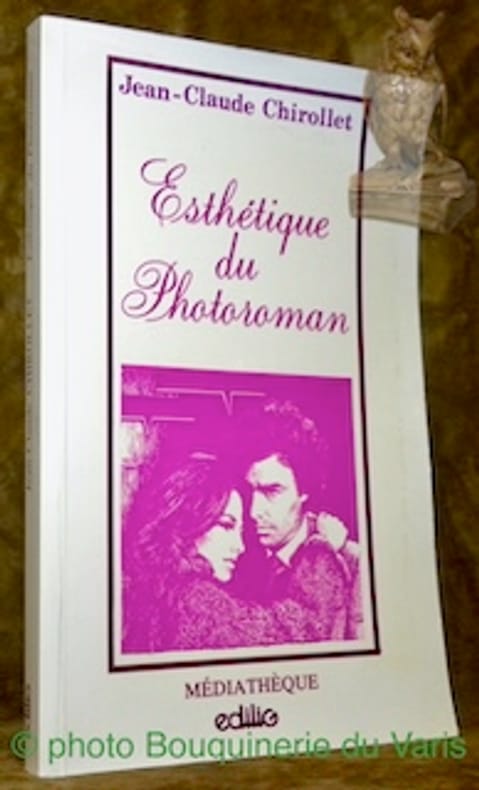 Jean-Claude Chirollet
Esthétique
du
Photoroman
MÉDIATHÈQUE
edilig
© photo Bouquinerie du Varis